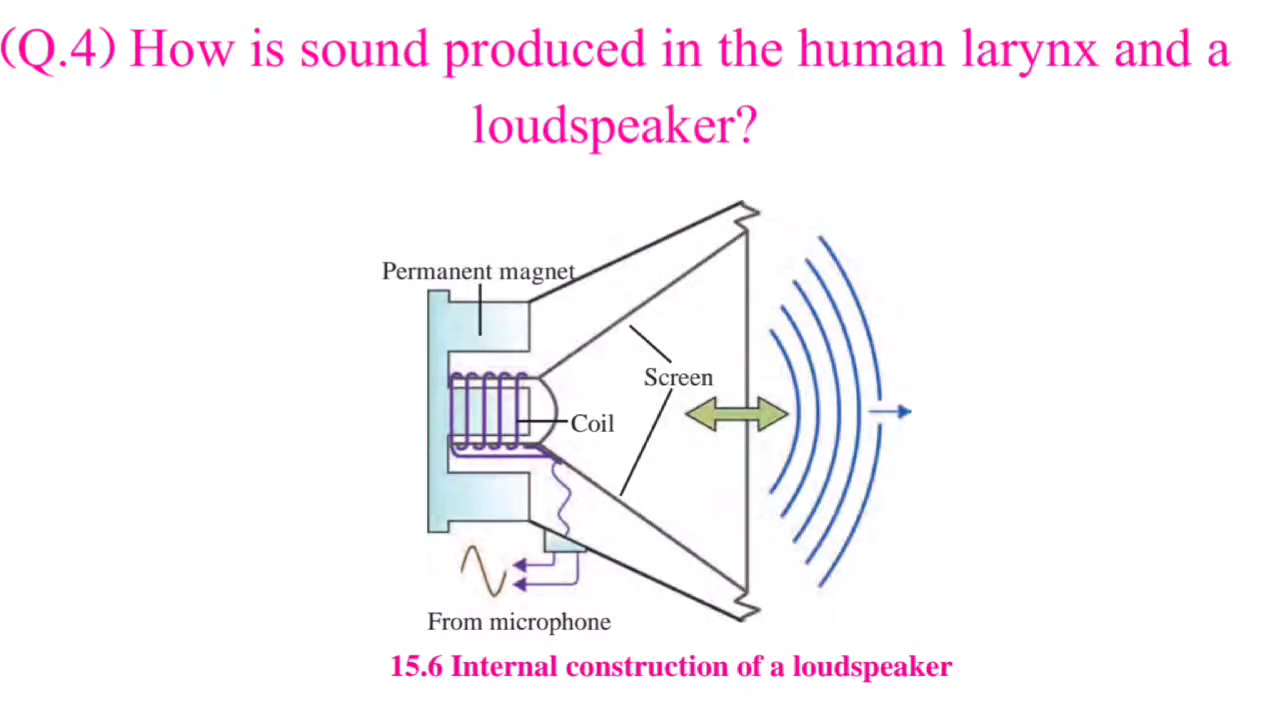 (Q.4) How is sound produced in the human larynx and a
loudspeaker?
Permanent magnet
Screen
Coil
From microphone
15.6 Internal construction of a loudspeaker